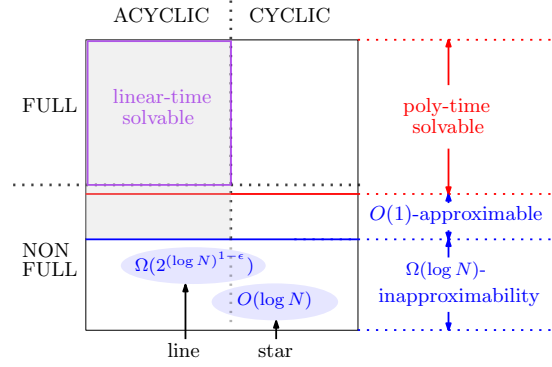 ACYCLIC CYCLIC
FULL
linear-time
solvable
poly-time
solvable
O(1)-approximable
NON
FULL
Ω(2^{(log N)^{1-ϵ}})
O(log N)
Ω(log N)-
inapproximability
line
star